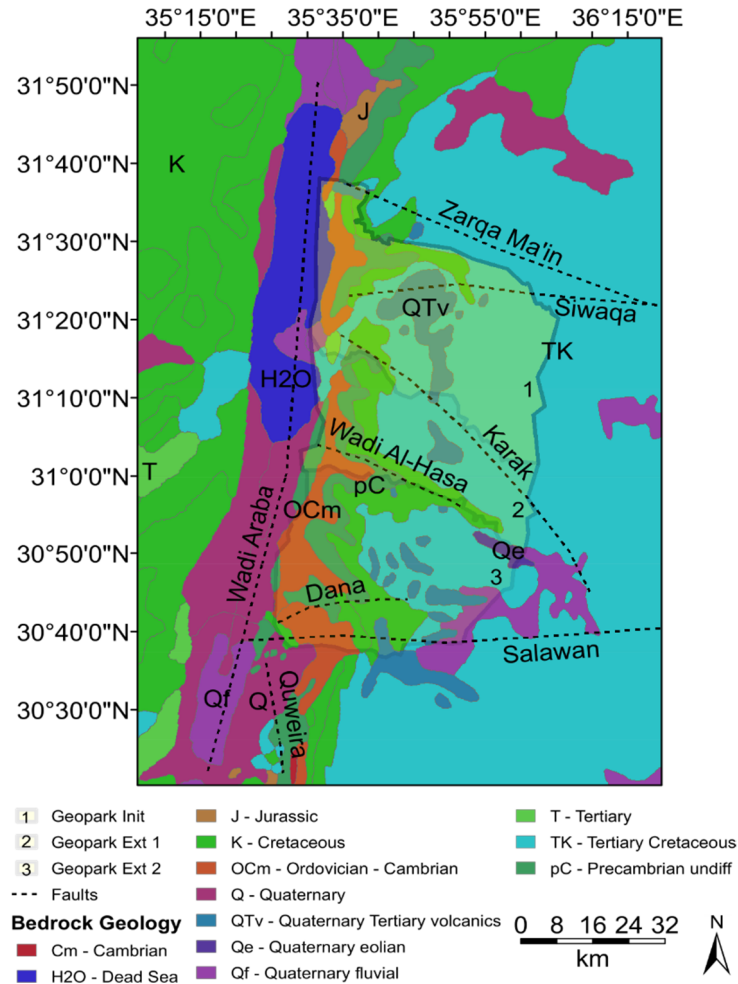 35°15'0"E 35°35'0"E 35°55'0"E 36°15'0"E
31°50'0"N
J
31°40'0"N
K
31°30'0"N
Zarqa Ma'in
31°20'0"N
QTv
Siwaqa
TK
31°10'0"N
H2O
1
Karak
Wadi Al-Hasa
31°0'0"N
T
pC
OCm
2
Wadi Araba
30°50'0"N
Qe
3
Dana
30°40'0"N
Salawan
30°30'0"N
Qf
Q
Quweira
1 Geopark Init
2 Geopark Ext 1
3 Geopark Ext 2
Faults
Bedrock Geology
Cm - Cambrian
H2O - Dead Sea
J - Jurassic
K - Cretaceous
OCm - Ordovician - Cambrian
Q - Quaternary
QTv - Quaternary Tertiary volcanics
Qe - Quaternary eolian
Qf - Quaternary fluvial
T - Tertiary
TK - Tertiary Cretaceous
pC - Precambrian undiff
0 8 16 24 32
km
N